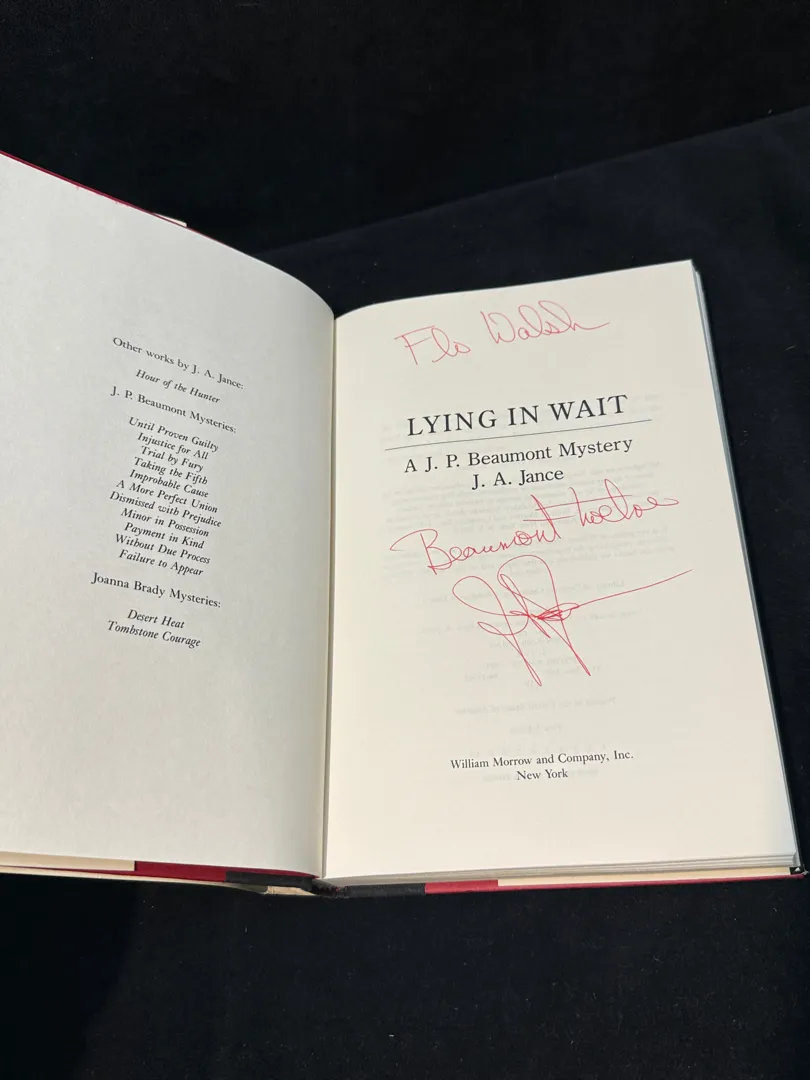 Other works by J. A. Jance:
Hour of the Hunter
J. P. Beaumont Mysteries:
Until Proven Guilty
Injustice for All
Trial by Fury
Taking the Fifth
Improbable Cause
A More Perfect Union
Dismissed with Prejudice
Minor in Possession
Payment in Kind
Without Due Process
Failure to Appear
Joanna Brady Mysteries:
Desert Heat
Tombstone Courage
Flo Walsh
LYING IN WAIT
A J. P. Beaumont Mystery
J. A. Jance
Beaumont
William Morrow and Company, Inc.
New York